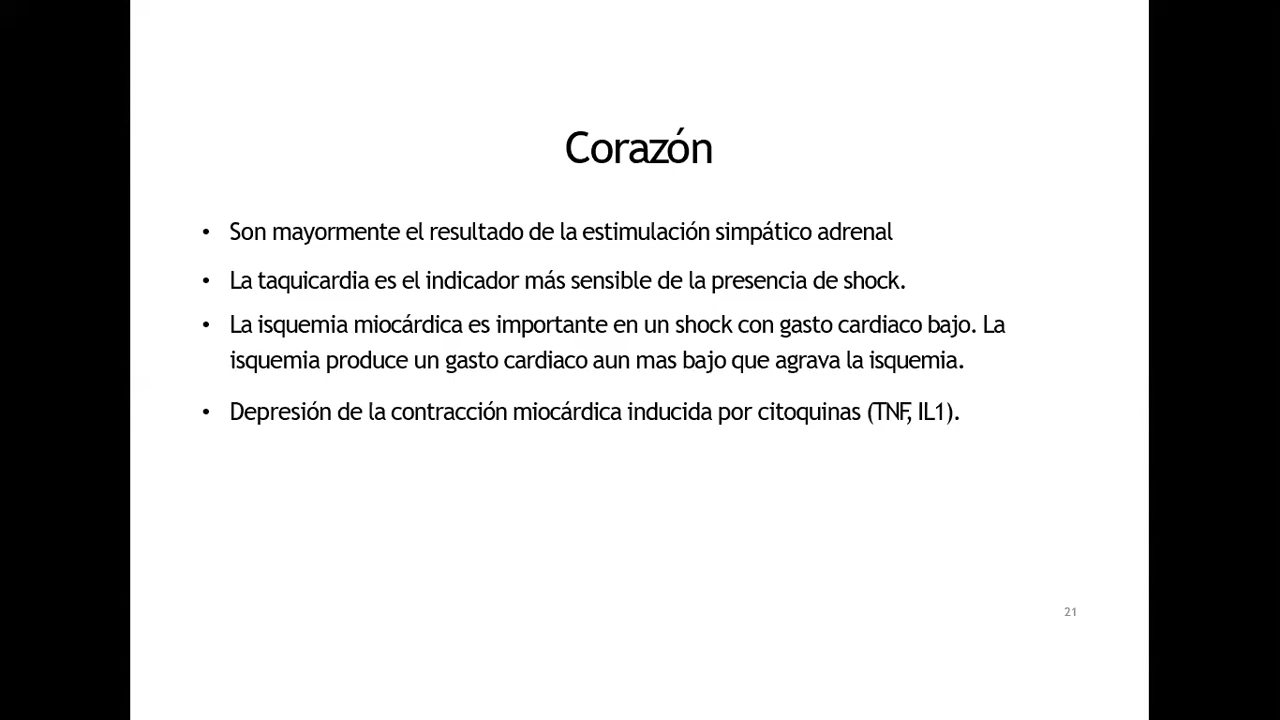 Corazón
• Son mayormente el resultado de la estimulación simpático adrenal
• La taquicardia es el indicador más sensible de la presencia de shock.
• La isquemia miocárdica es importante en un shock con gasto cardiaco bajo. La
isquemia produce un gasto cardiaco aun mas bajo que agrava la isquemia.
• Depresión de la contracción miocárdica inducida por citoquinas (TNF, IL1).
21